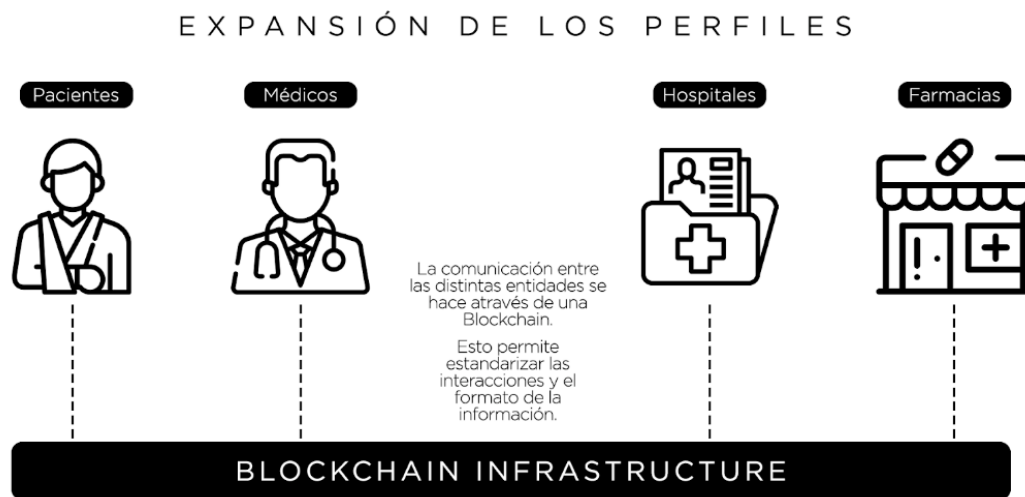 EXPANSIÓN DE LOS PERFILES
Pacientes
Médicos
Hospitales
Farmacias
La comunicación entre
las distintas entidades se
hace através de una
Blockchain.
Esto permite
estandarizar las
interacciones y el
formato de la
información.
BLOCKCHAIN INFRASTRUCTURE